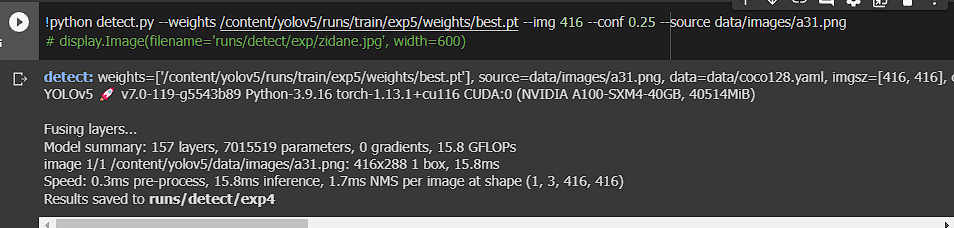 !python detect.py --weights /content/yolov5/runs/train/exp5/weights/best.pt --img 416 --conf 0.25 --source data/images/a31.png
# display.Image(filename='runs/detect/exp/zidane.jpg', width=600)
detect: weights=['/content/yolov5/runs/train/exp5/weights/best.pt'], source=data/images/a31.png, data=data/coco128.yaml, imgsz=[416, 416],
YOLOv5 🚀 v7.0-119-g5543b89 Python-3.9.16 torch-1.13.1+cu116 CUDA:0 (NVIDIA A100-SXM4-40GB, 40514MiB)
Fusing layers...
Model summary: 157 layers, 7015519 parameters, 0 gradients, 15.8 GFLOPs
image 1/1 /content/yolov5/data/images/a31.png: 416x288 1 box, 15.8ms
Speed: 0.3ms pre-process, 15.8ms inference, 1.7ms NMS per image at shape (1, 3, 416, 416)
Results saved to runs/detect/exp4